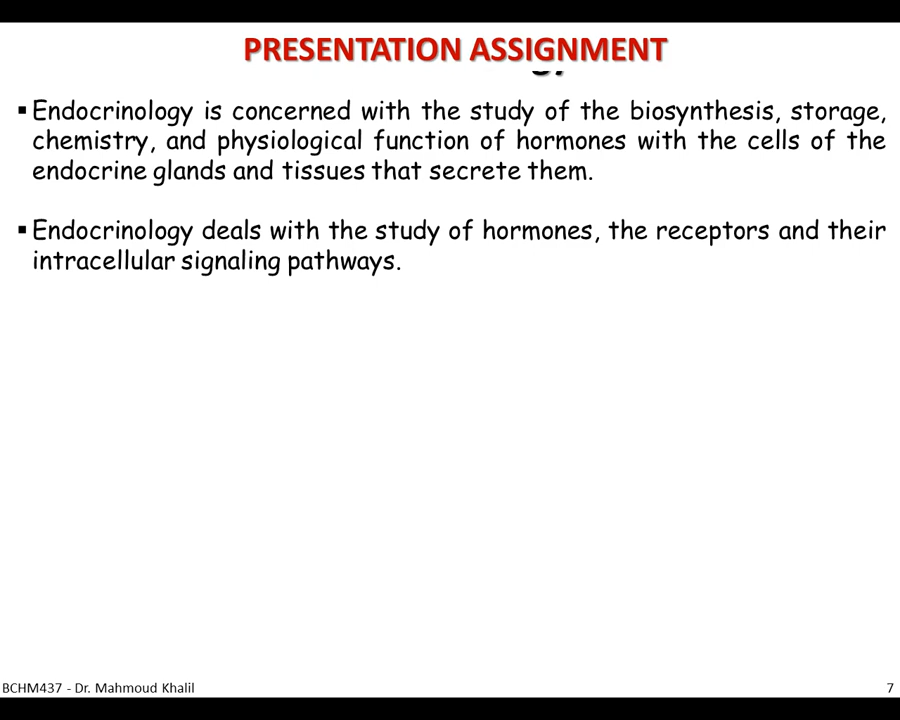 PRESENTATION ASSIGNMENT
▪Endocrinology is concerned with the study of the biosynthesis, storage,
chemistry, and physiological function of hormones with the cells of the
endocrine glands and tissues that secrete them.
▪Endocrinology deals with the study of hormones, the receptors and their
intracellular signaling pathways.
BCHM437 - Dr. Mahmoud Khalil
7